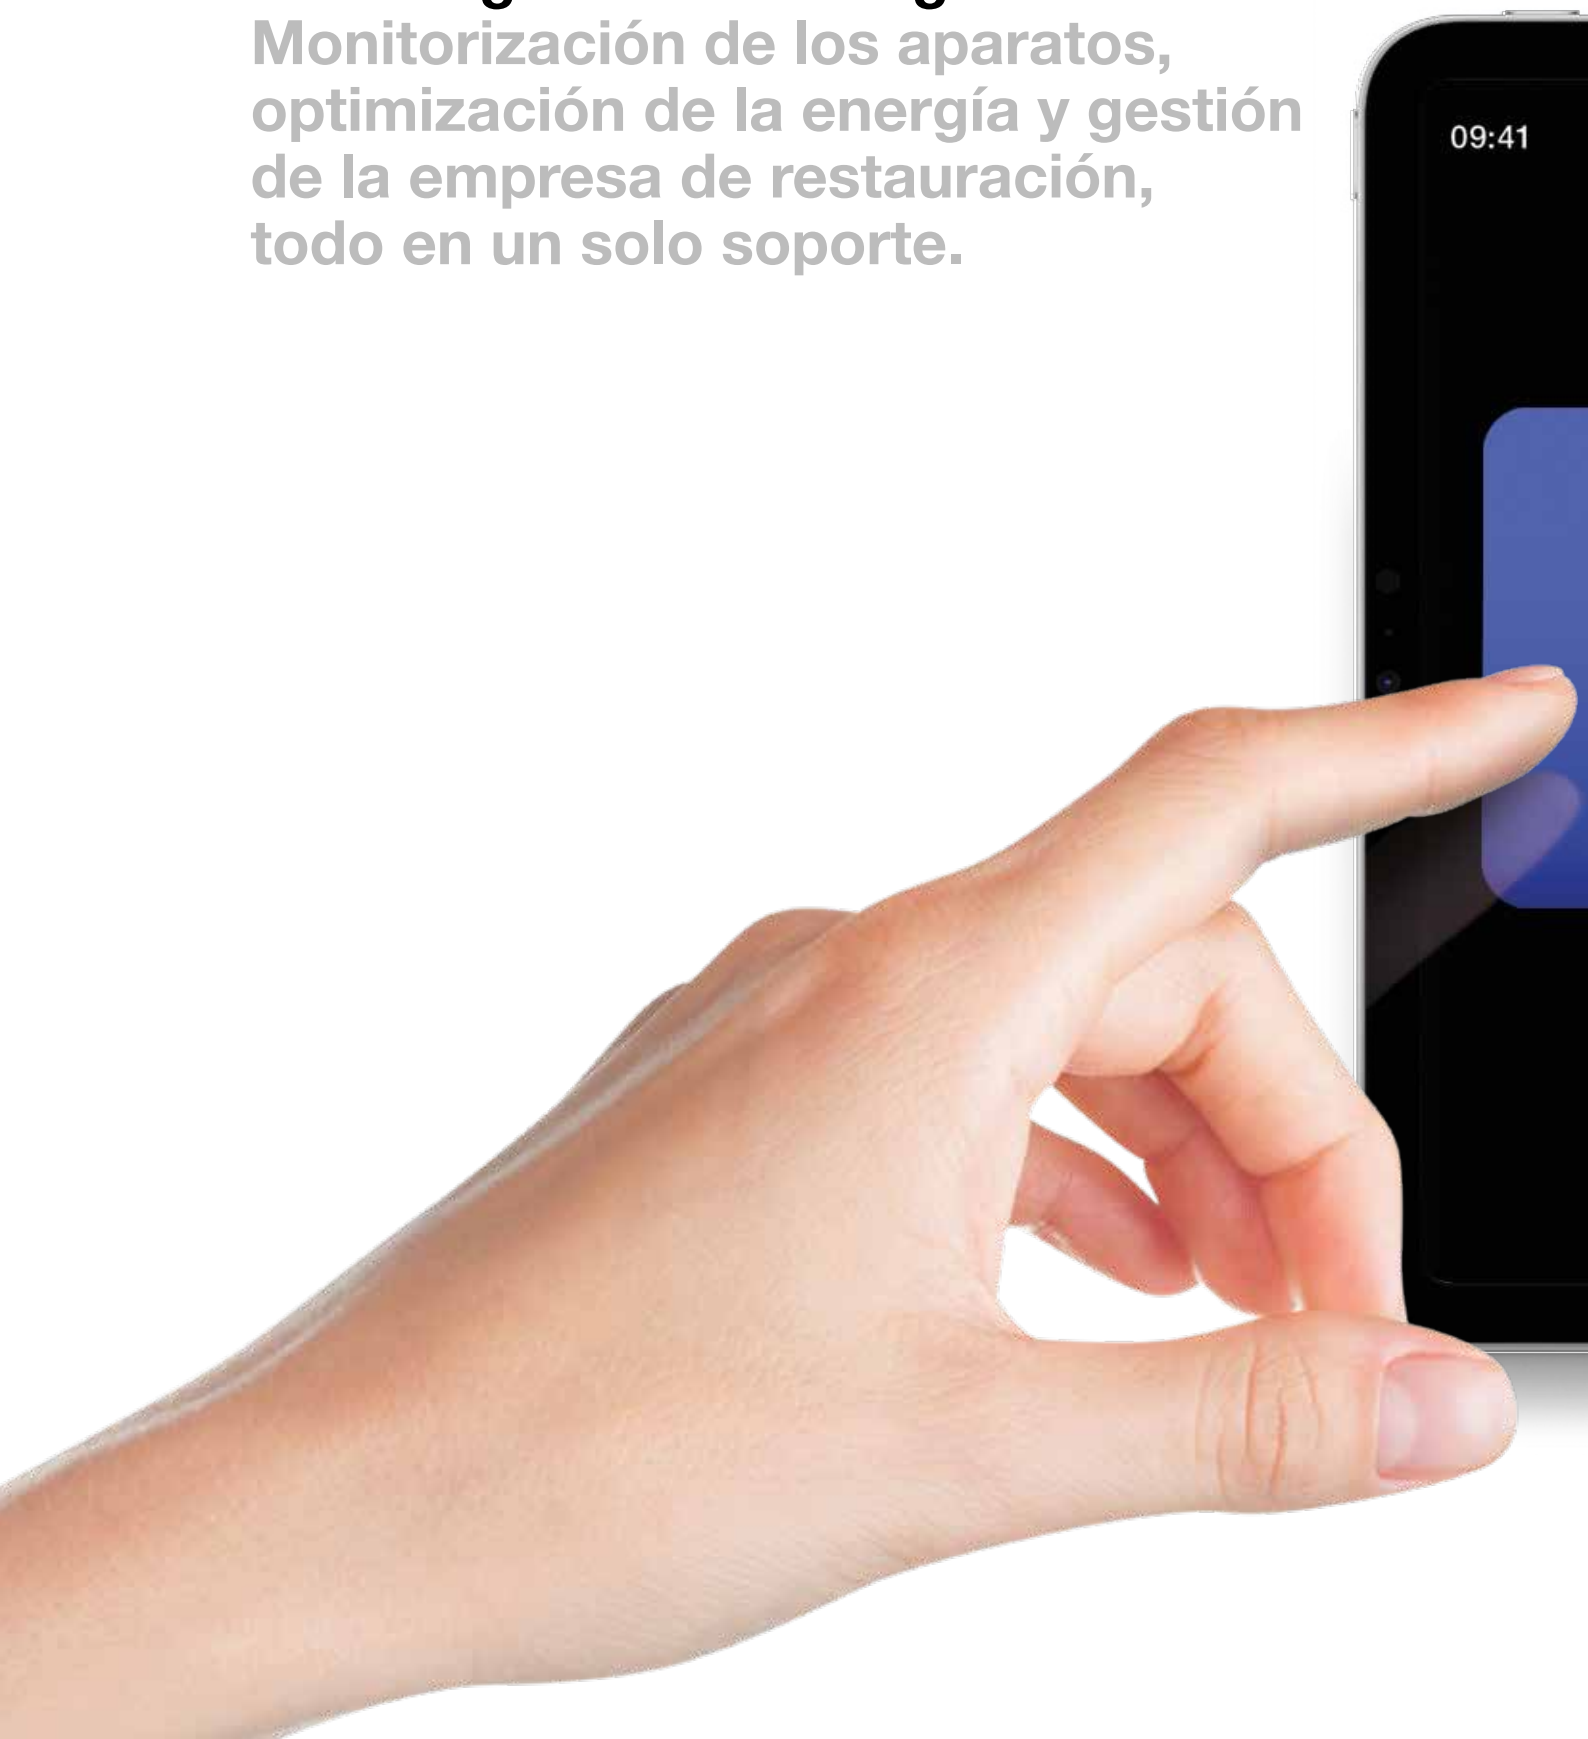 Monitorización de los aparatos,
optimización de la energía y gestión
de la empresa de restauración,
todo en un solo soporte.
09:41